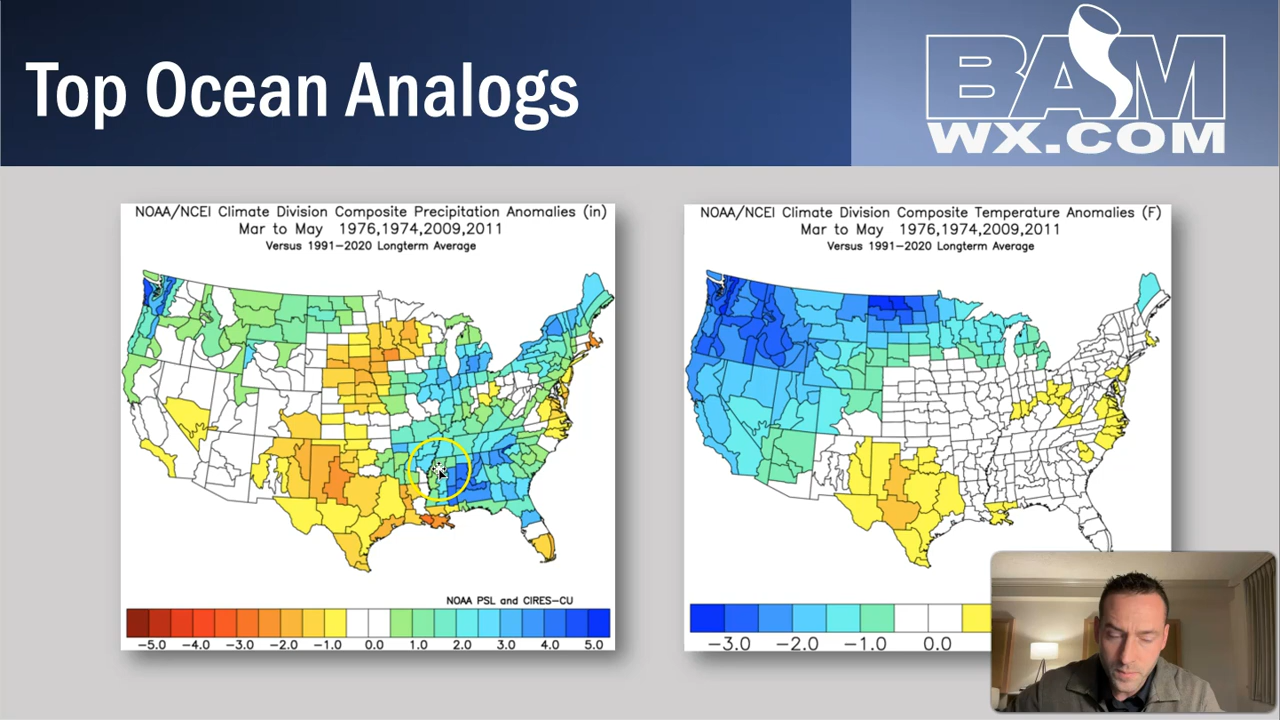 Top Ocean Analogs
BAM
WX.COM
NOAA/NCEI Climate Division Composite Precipitation Anomalies (in)
Mar to May 1976,1974,2009,2011
Versus 1991-2020 Longterm Average
NOAA PSL and CIRES-CU
-5.0 -4.0 -3.0 -2.0 -1.0 0.0 1.0 2.0 3.0 4.0 5.0
NOAA/NCEI Climate Division Composite Temperature Anomalies (F)
Mar to May 1976,1974,2009,2011
Versus 1991-2020 Longterm Average
-3.0 -2.0 -1.0 0.0